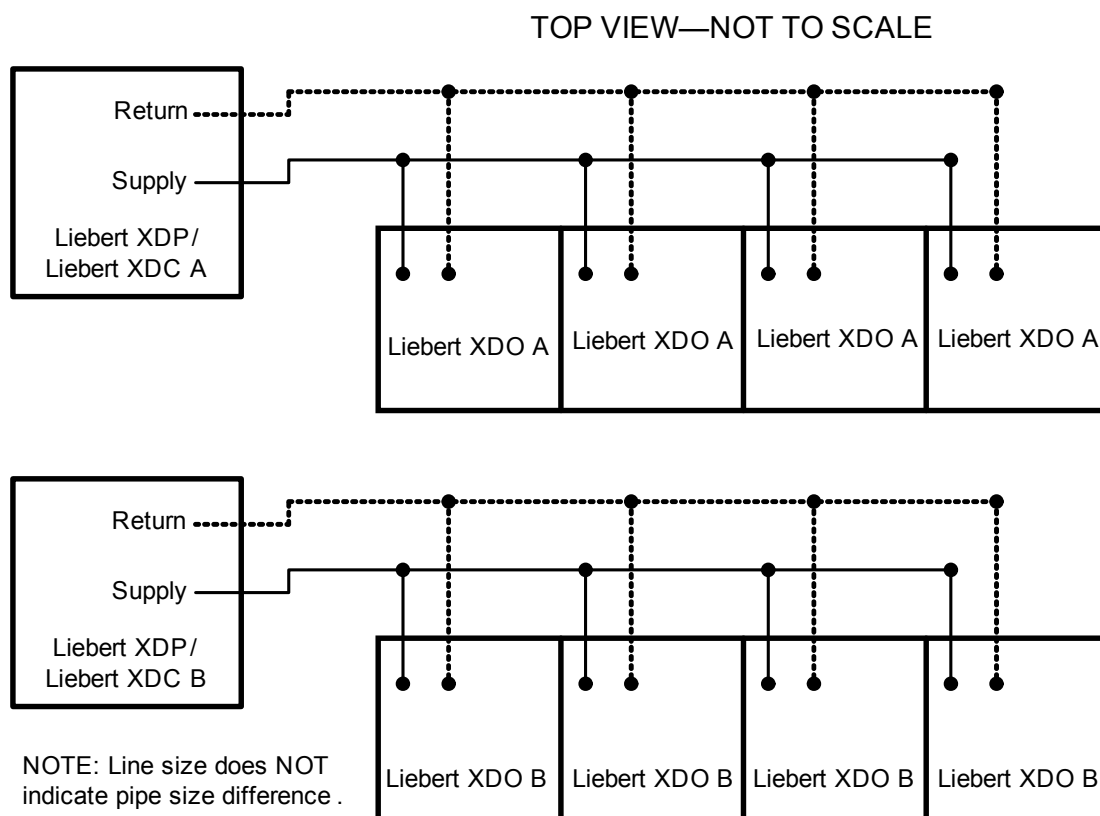 TOP VIEW—NOT TO SCALE
Return
Supply
Liebert XDP/
Liebert XDC A
Liebert XDO A
Liebert XDO A
Liebert XDO A
Liebert XDO A
Return
Supply
Liebert XDP/
Liebert XDC B
Liebert XDO B
Liebert XDO B
Liebert XDO B
Liebert XDO B
NOTE: Line size does NOT
indicate pipe size difference .